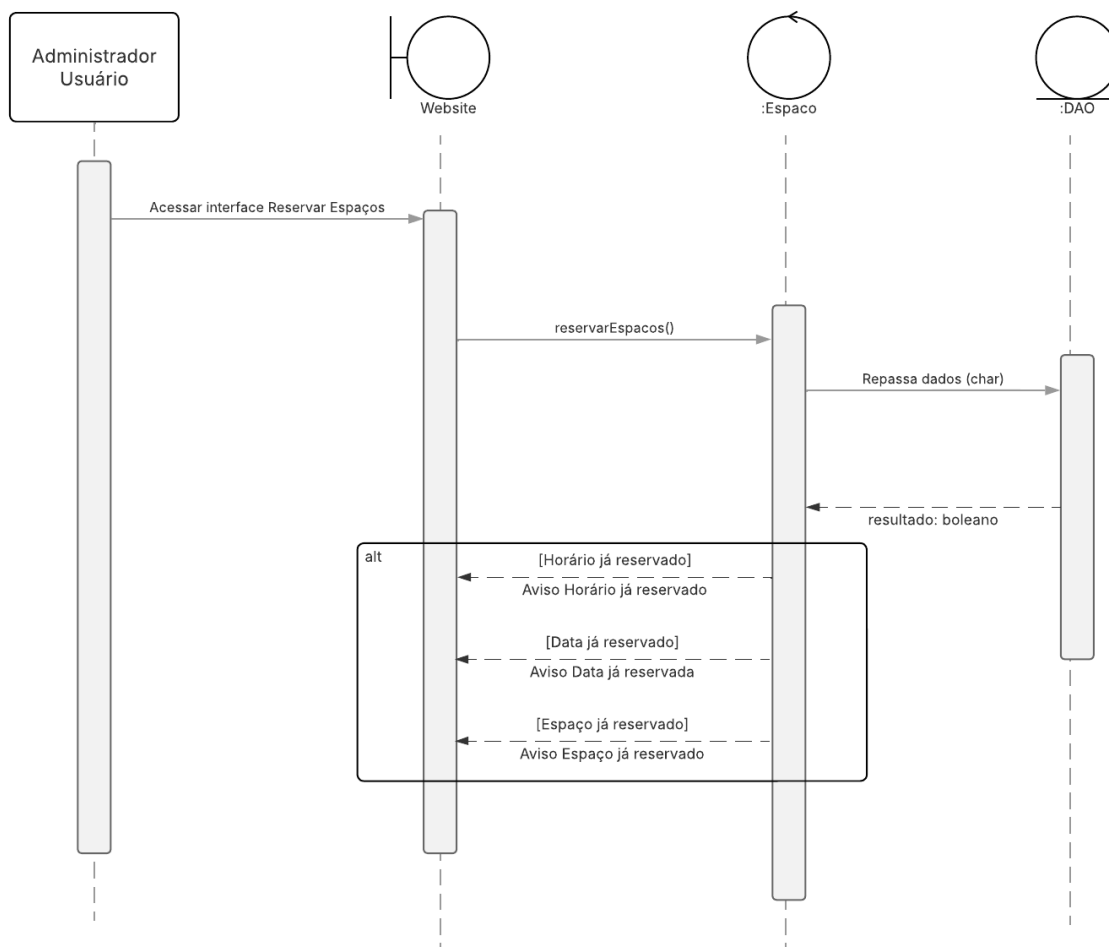 Administrador
Usuário
Website
:Espaco
:DAO
Acessar interface Reservar Espaços
reservarEspacos()
Repassa dados (char)
resultado: boleano
alt
[Horário já reservado]
Aviso Horário já reservado
[Data já reservado]
Aviso Data já reservada
[Espaço já reservado]
Aviso Espaço já reservado